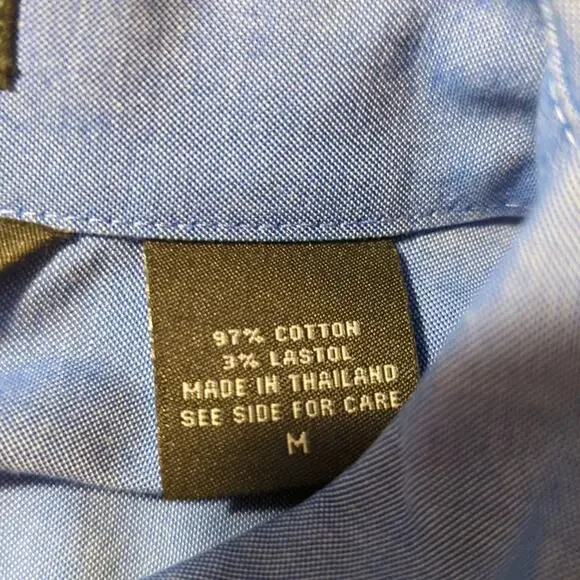 97% COTTON
3% LASTOL
MADE IN THAILAND
SEE SIDE FOR CARE
M